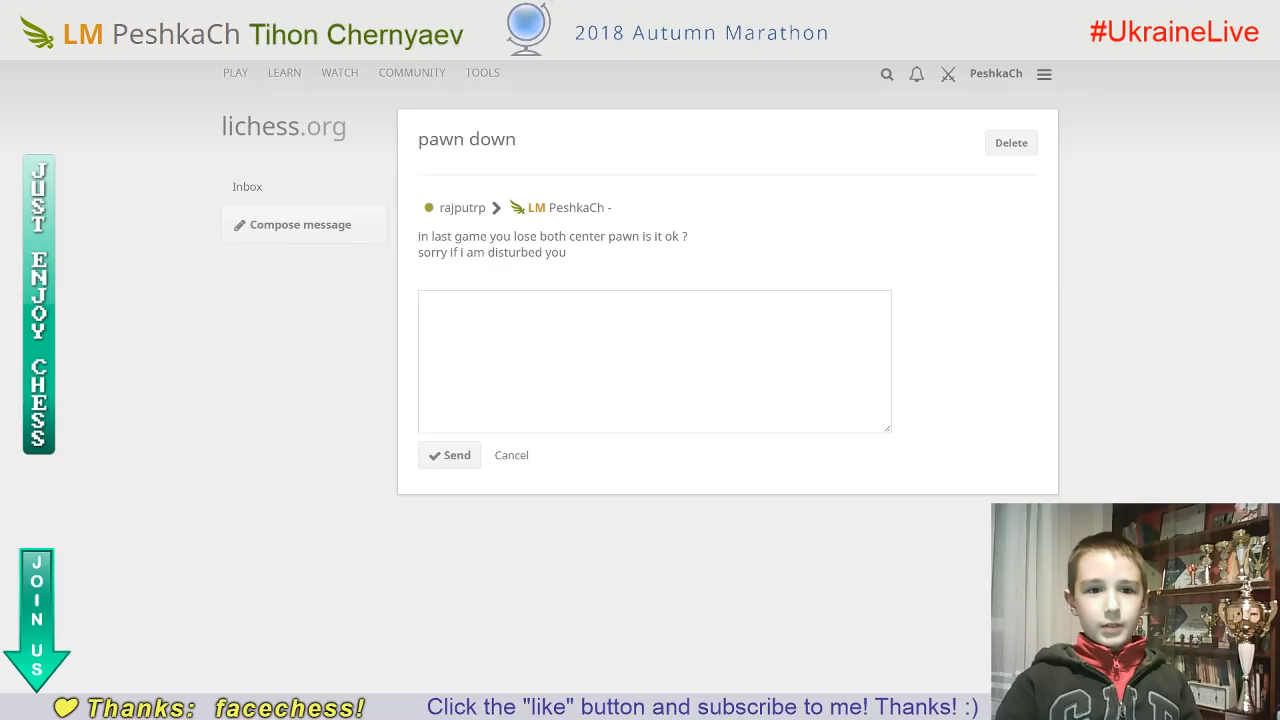 LM PeshkaCh Tihon Chernyaev
2018 Autumn Marathon
#UkraineLive
PLAY LEARN WATCH COMMUNITY TOOLS
PeshkaCh
lichess.org
Inbox
Compose message
JUST ENJOY CHESS
pawn down
Delete
rajputrp LM PeshkaCh -
in last game you lose both center pawn is it ok ?
sorry if i am disturbed you
Send Cancel
JOIN US
Thanks: facechess!
Click the "like" button and subscribe to me! Thanks! :)